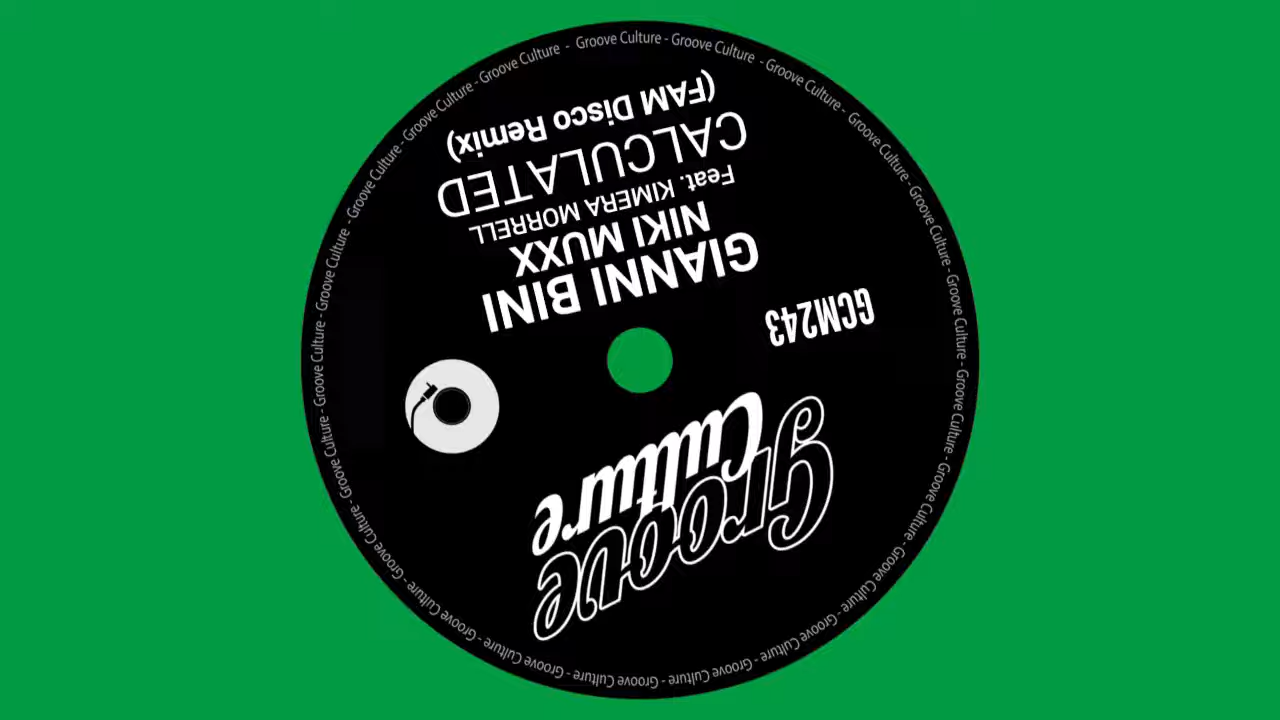 Groove
Culture
GCM243
GIANNI BINI
NIKI MUXX
Feat. KIMERA MORRELL
CALCULATED
(FAM Disco Remix)
Groove Culture - Groove Culture - Groove Culture - Groove Culture - Groove Culture - Groove Culture - Groove Culture - Groove Culture - Groove Culture - Groove Culture - Groove Culture - Groove Culture - Groove Culture - Groove Culture - Groove Culture - Groove Culture - Groove Culture - Groove Culture - Groove Culture - Groove Culture - Groove Culture -